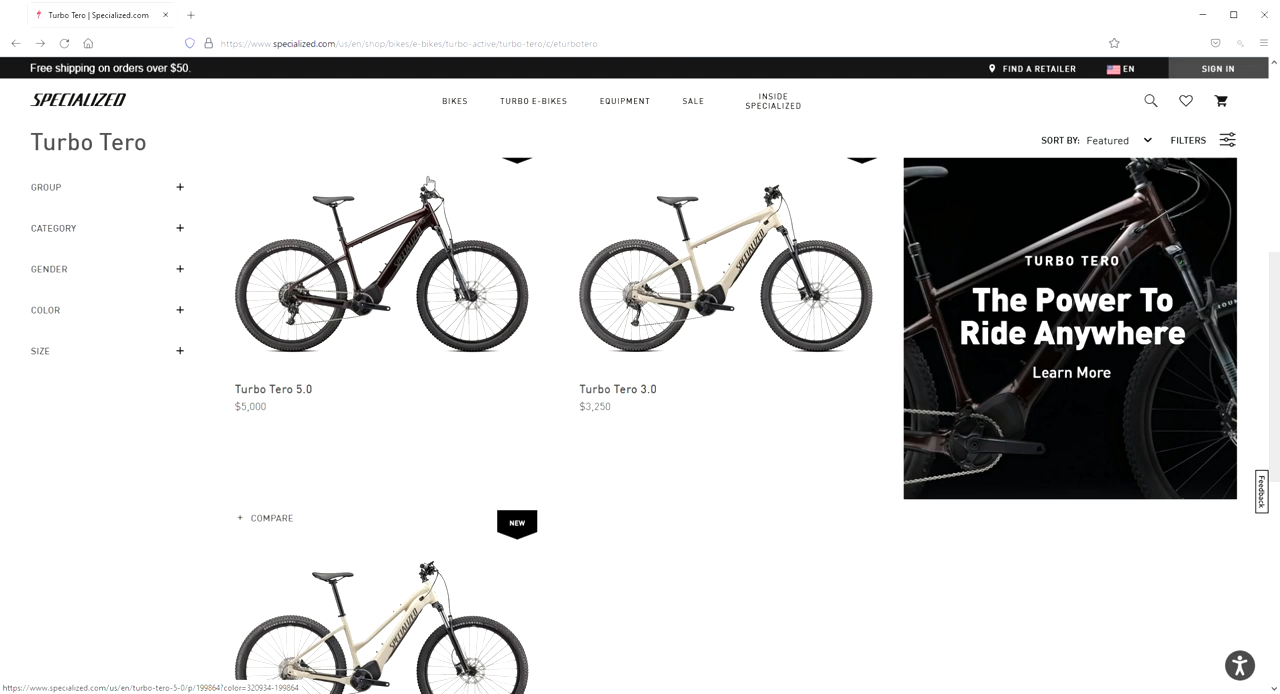 Turbo Tero | Specialized.com
https://www.specialized.com/us/en/shop/bikes/e-bikes/turbo-active/turbo-tero/c/eturbotero
Free shipping on orders over $50.
FIND A RETAILER
EN
SIGN IN
SPECIALIZED
BIKES
TURBO E-BIKES
EQUIPMENT
SALE
INSIDE
SPECIALIZED
Turbo Tero
SORT BY: Featured
FILTERS
GROUP
CATEGORY
GENDER
COLOR
SIZE
SPECIALIZED
SPECIALIZED
TURBO TERO
The Power To
Ride Anywhere
Learn More
Turbo Tero 5.0
$5,000
Turbo Tero 3.0
$3,250
Feedback
+ COMPARE
NEW
SPECIALIZED
https://www.specialized.com/us/en/turbo-tero-5-0/p/199864?color=320934-199864